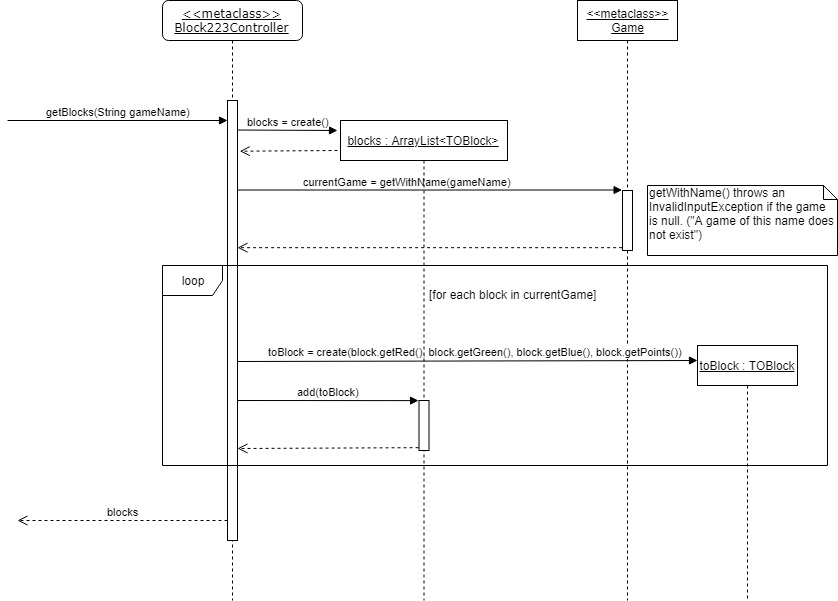 <<metaclass>>
Block223Controller
<<metaclass>>
Game
getBlocks(String gameName)
blocks = create()
blocks : ArrayList<TOBlock>
currentGame = getWithName(gameName)
getWithName() throws an
InvalidInputException if the game
is null. ("A game of this name does
not exist")
loop
[for each block in currentGame]
toBlock = create(block.getRed(), block.getGreen(), block.getBlue(), block.getPoints())
toBlock : TOBlock
add(toBlock)
blocks